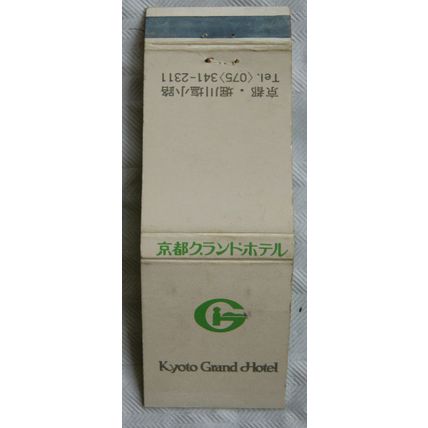 京都・堀川塩小路
Tel.〈075〉341-2311
京都グランドホテル
Kyoto Grand Hotel